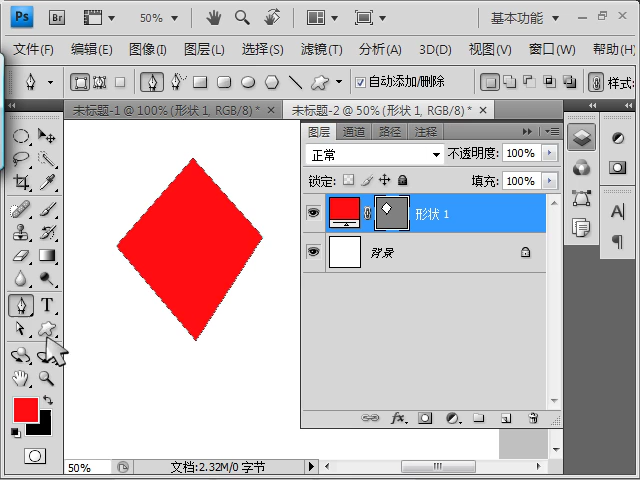 Ps Br 50% 基本功能
文件(F) 编辑(E) 图像(I) 图层(L) 选择(S) 滤镜(T) 分析(A) 3D(D) 视图(V) 窗口(W) 帮助(H)
自动添加/删除 样式:
未标题-1 @ 100% (形状 1, RGB/8) * × 未标题-2 @ 50% (形状 1, RGB/8) * ×
图层 通道 路径 注释
正常 不透明度: 100%
锁定: 填充: 100%
形状 1
背景
T
A
fx
50% 文档:2.32M/0 字节